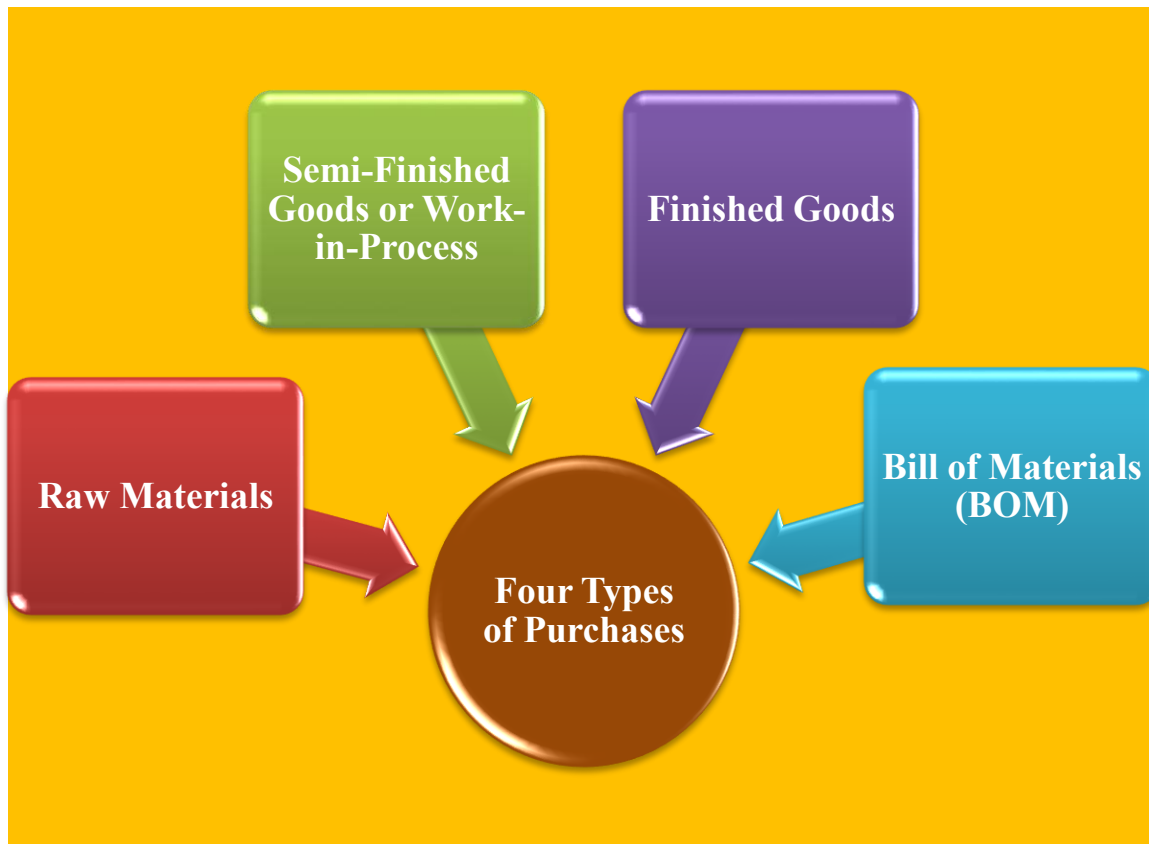 Semi-Finished
Goods or Work-
in-Process
Finished Goods
Raw Materials
Bill of Materials
(BOM)
Four Types
of Purchases